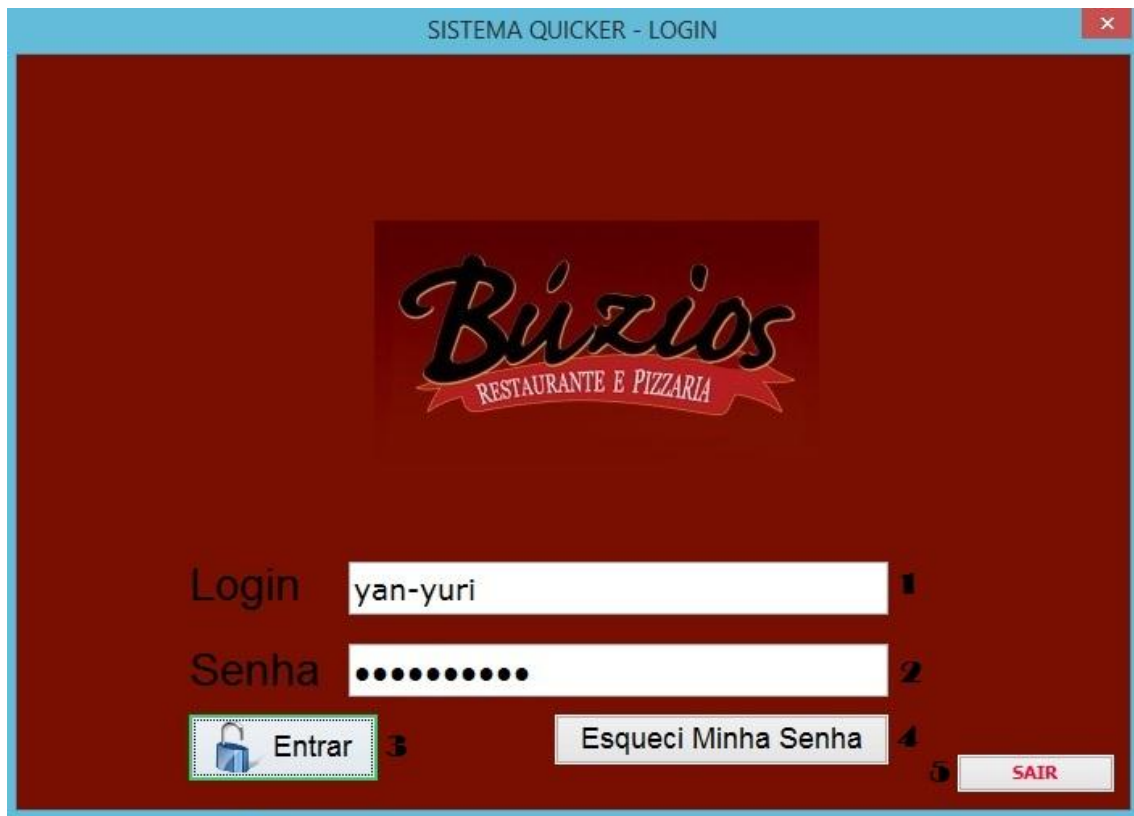 SISTEMA QUICKER - LOGIN
Búzios
RESTAURANTE E PIZZARIA
Login yan-yuri 1
Senha ●●●●●●●●●● 2
Entrar 3 Esqueci Minha Senha 4
5 SAIR